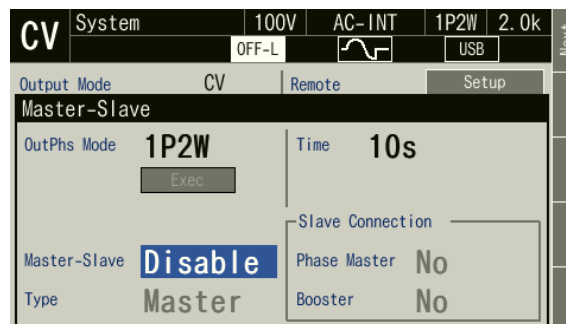 CV System 100V AC-INT 1P2W 2.0k Next
OFF-L USB
Output Mode CV Remote Setup
Master-Slave
OutPhs Mode 1P2W Time 10s
Exec
Slave Connection
Master-Slave Disable Phase Master No
Type Master Booster No